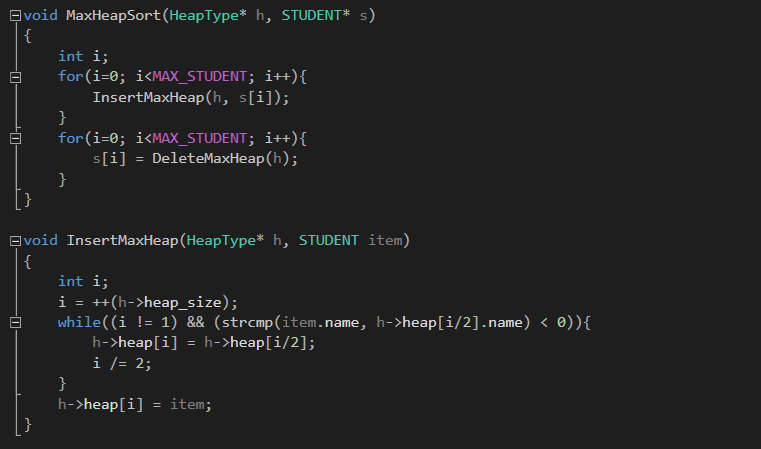 void MaxHeapSort(HeapType* h, STUDENT* s)
{
    int i;
    for(i=0; i<MAX_STUDENT; i++){
        InsertMaxHeap(h, s[i]);
    }
    for(i=0; i<MAX_STUDENT; i++){
        s[i] = DeleteMaxHeap(h);
    }
}
void InsertMaxHeap(HeapType* h, STUDENT item)
{
    int i;
    i = ++(h->heap_size);
    while((i != 1) && (strcmp(item.name, h->heap[i/2].name) < 0)){
        h->heap[i] = h->heap[i/2];
        i /= 2;
    }
    h->heap[i] = item;
}